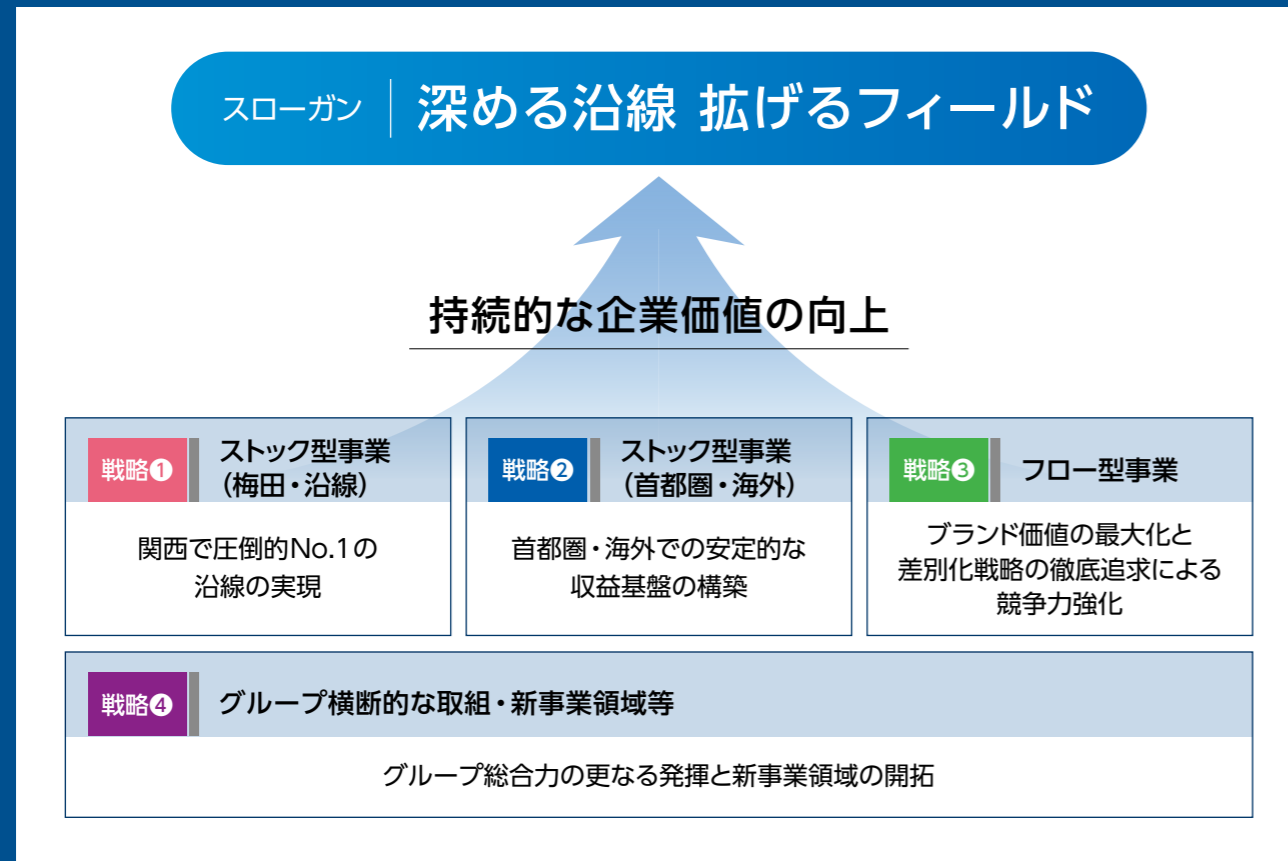 スローガン 深める沿線 拡げるフィールド
持続的な企業価値の向上
戦略❶ ストック型事業
(梅田・沿線)
関西で圧倒的No.1の
沿線の実現
戦略❷ ストック型事業
(首都圏・海外)
首都圏・海外での安定的な
収益基盤の構築
戦略❸ フロー型事業
ブランド価値の最大化と
差別化戦略の徹底追求による
競争力強化
戦略❹ グループ横断的な取組・新事業領域等
グループ総合力の更なる発揮と新事業領域の開拓